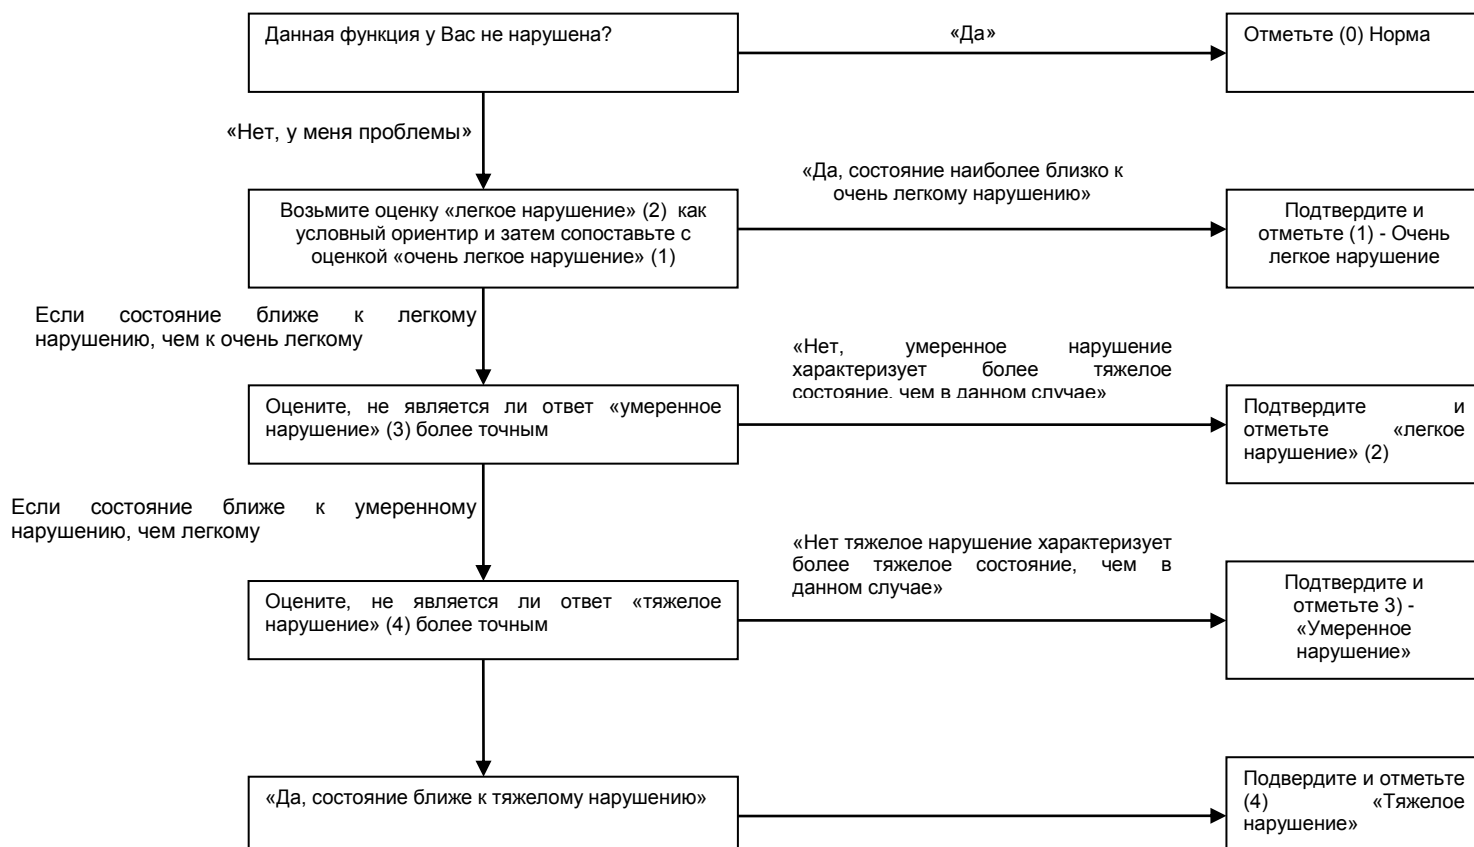 Данная функция у Вас не нарушена?
«Да»
Отметьте (0) Норма
«Нет, у меня проблемы»
«Да, состояние наиболее близко к
очень легкому нарушению»
Возьмите оценку «легкое нарушение» (2) как
условный ориентир и затем сопоставьте с
оценкой «очень легкое нарушение» (1)
Подтвердите и
отметьте (1) - Очень
легкое нарушение
Если состояние ближе к легкому
нарушению, чем к очень легкому
«Нет, умеренное нарушение
характеризует более тяжелое
состояние, чем в данном случае»
Оцените, не является ли ответ «умеренное
нарушение» (3) более точным
Подтвердите и
отметьте «легкое
нарушение» (2)
Если состояние ближе к умеренному
нарушению, чем легкому
«Нет тяжелое нарушение характеризует
более тяжелое состояние, чем в
данном случае»
Оцените, не является ли ответ «тяжелое
нарушение» (4) более точным
Подтвердите и
отметьте 3) -
«Умеренное
нарушение»
«Да, состояние ближе к тяжелому нарушению»
Подвердите и отметьте
(4) «Тяжелое
нарушение»